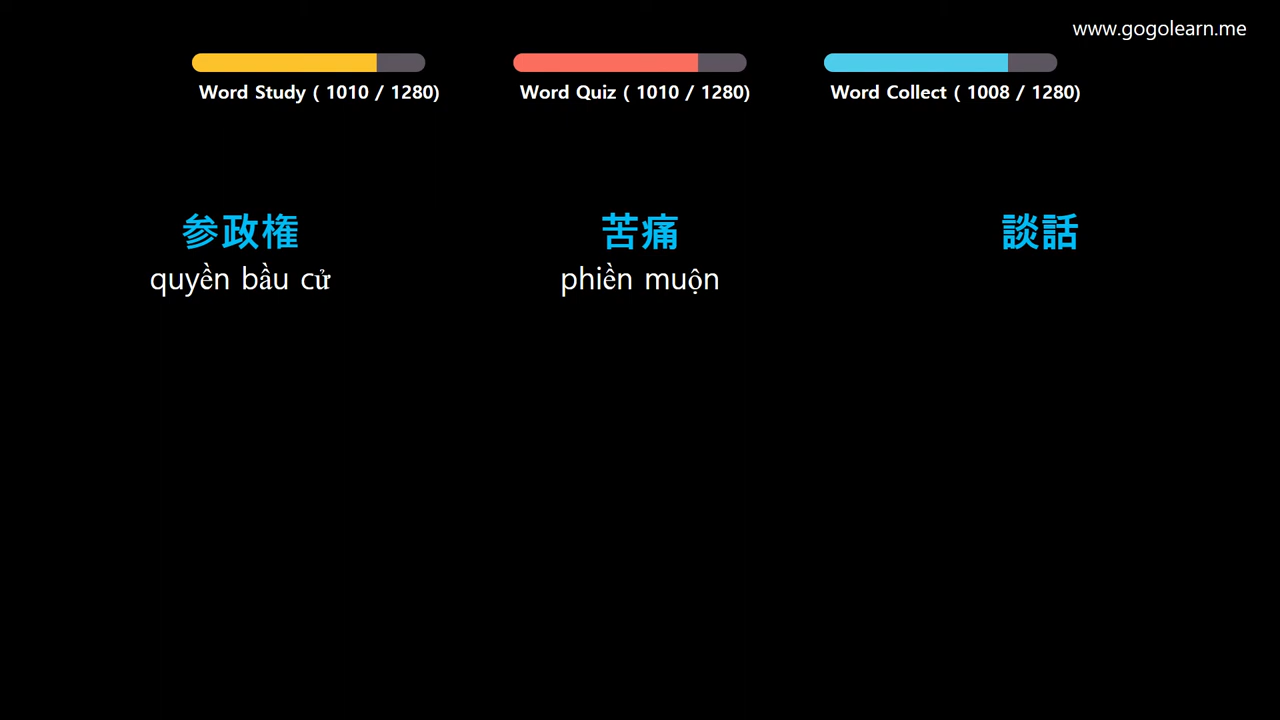 www.gogolearn.me
Word Study ( 1010 / 1280)
Word Quiz ( 1010 / 1280)
Word Collect ( 1008 / 1280)
参政権
quyền bầu cử
苦痛
phiền muộn
談話